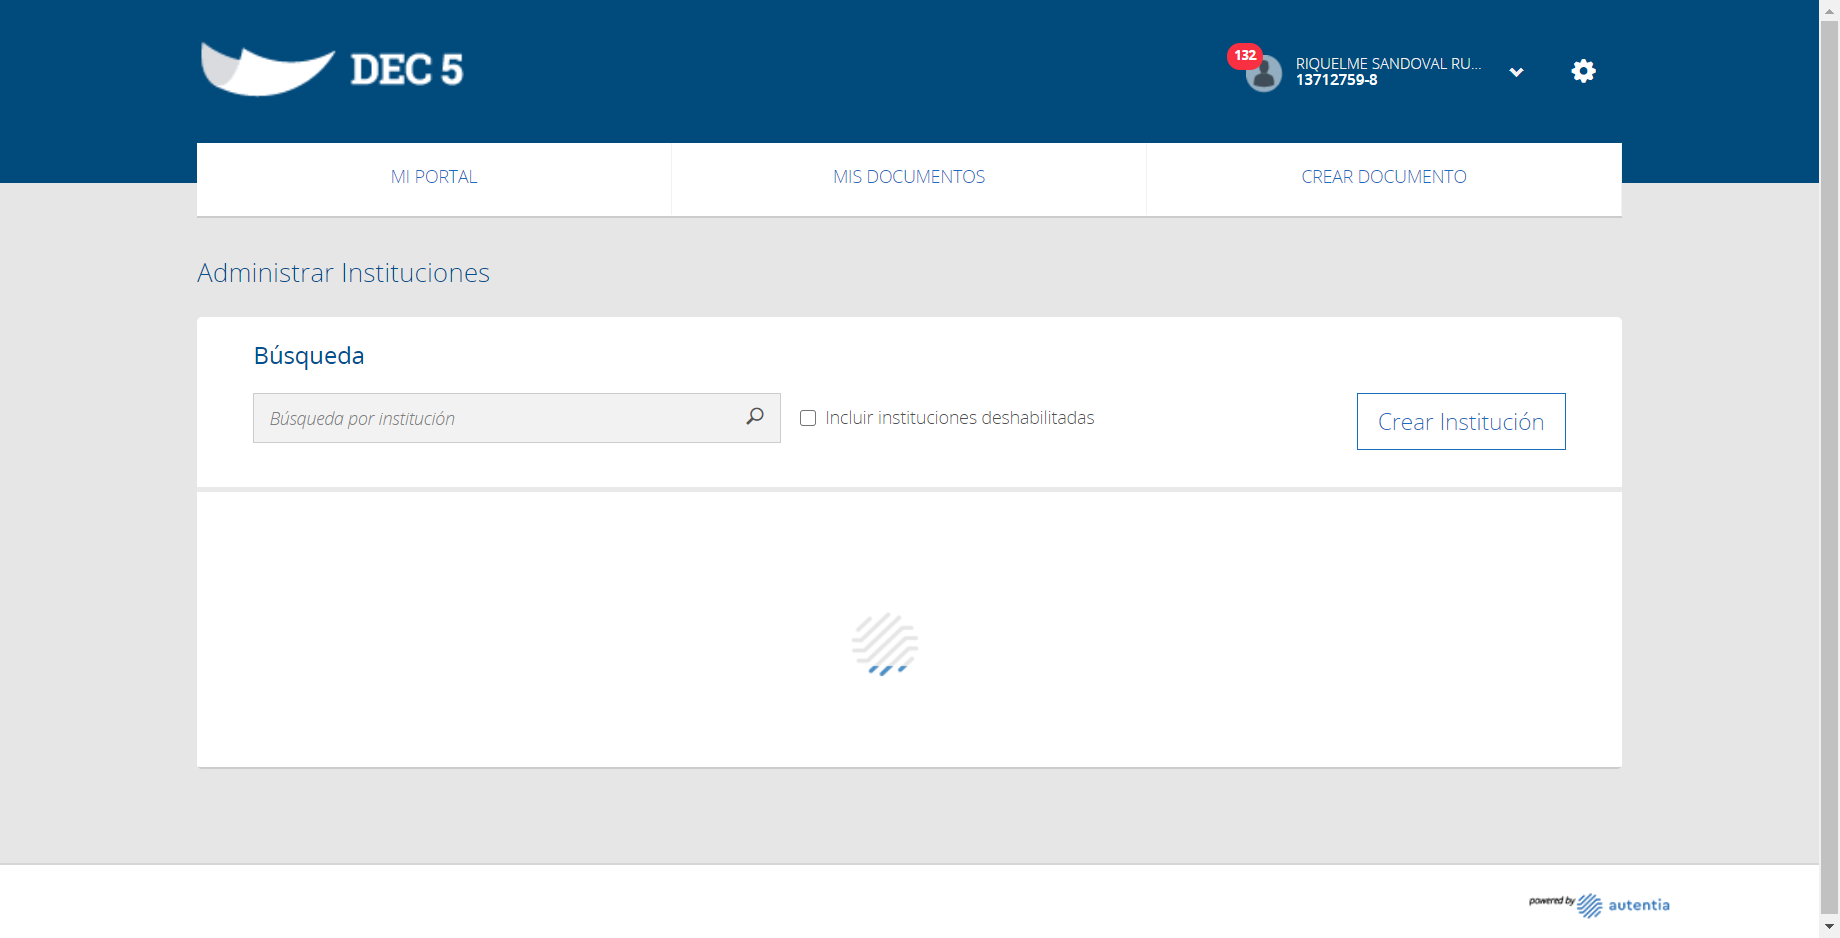 DEC 5
132
RIQUELME SANDOVAL RU...
13712759-8
MI PORTAL
MIS DOCUMENTOS
CREAR DOCUMENTO
Administrar Instituciones
Búsqueda
Búsqueda por institución
Incluir instituciones deshabilitadas
Crear Institución
powered by autentia